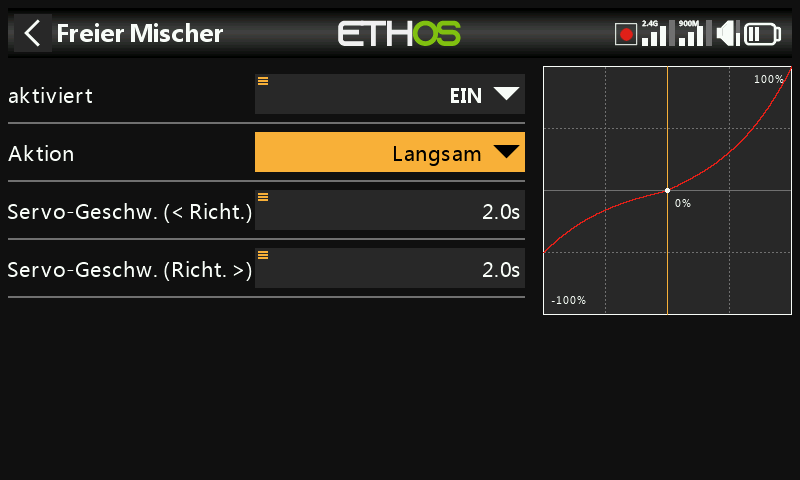 Freier Mischer
ETHOS
2.4G
900M
aktiviert
EIN
Aktion
Langsam
Servo-Geschw. (< Richt.)
2.0s
Servo-Geschw. (Richt. >)
2.0s
100%
0%
-100%